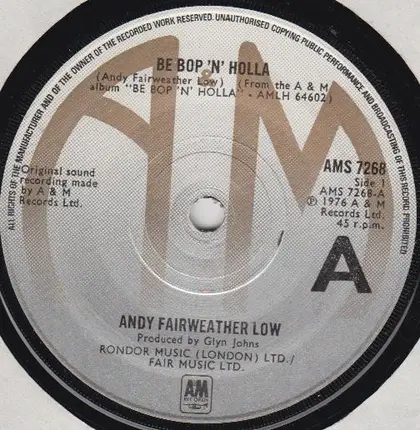 ALL RIGHTS OF THE MANUFACTURER AND OF THE OWNER OF THE RECORDED WORK RESERVED. UNAUTHORISED COPYING PUBLIC PERFORMANCE AND BROADCASTING OF THIS RECORD PROHIBITED
BE BOP 'N' HOLLA
(Andy Fairweather Low) (From the A & M
album "BE BOP 'N' HOLLA" - AMLH 64602)
&
AM
Original sound
recording made
by A & M
Records Ltd.
AMS 7268
Side 1
AMS 7268-A
℗ 1976 A & M
Records Ltd.
45 r.p.m.
A
ANDY FAIRWEATHER LOW
Produced by Glyn Johns
RONDOR MUSIC (LONDON) LTD./
FAIR MUSIC LTD.
AM
RECORDS